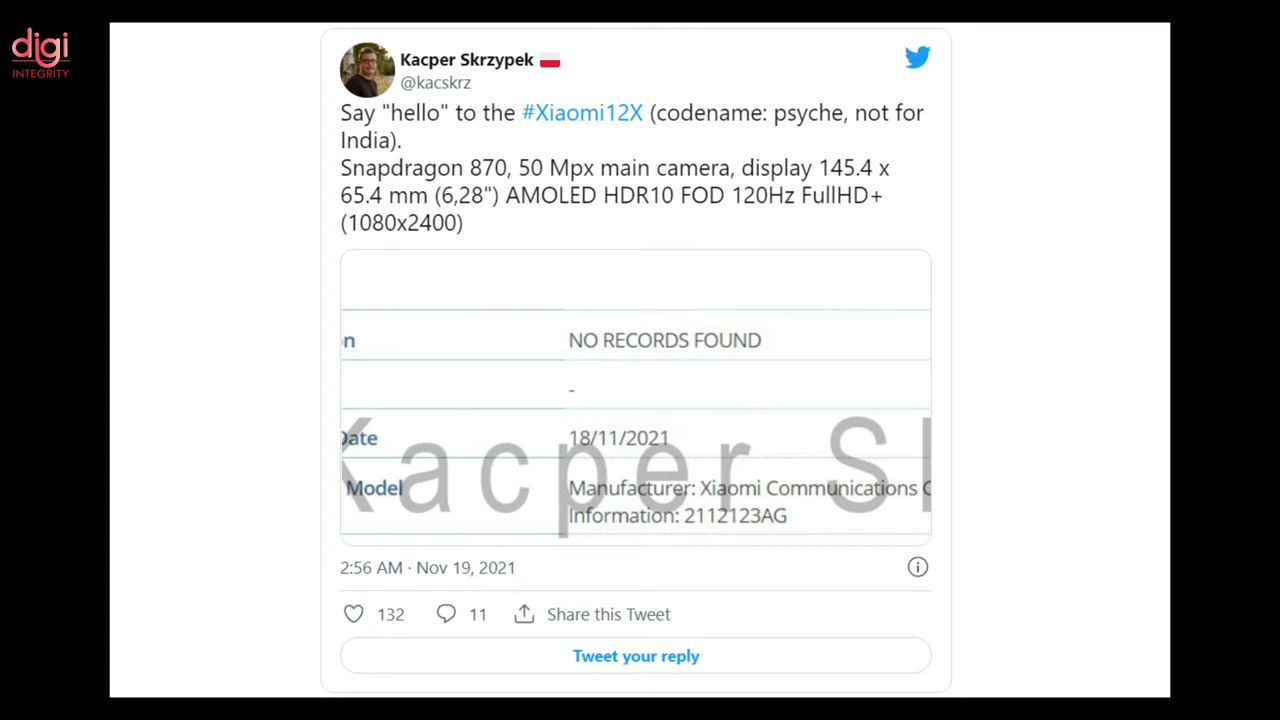 digi
INTEGRITY
Kacper Skrzypek
@kacskrz
Say "hello" to the #Xiaomi12X (codename: psyche, not for
India).
Snapdragon 870, 50 Mpx main camera, display 145.4 x
65.4 mm (6,28") AMOLED HDR10 FOD 120Hz FullHD+
(1080x2400)
on NO RECORDS FOUND
-
Date 18/11/2021
Model Manufacturer: Xiaomi Communications C
Information: 2112123AG
Kacper Sk
2:56 AM · Nov 19, 2021
132 11 Share this Tweet
Tweet your reply